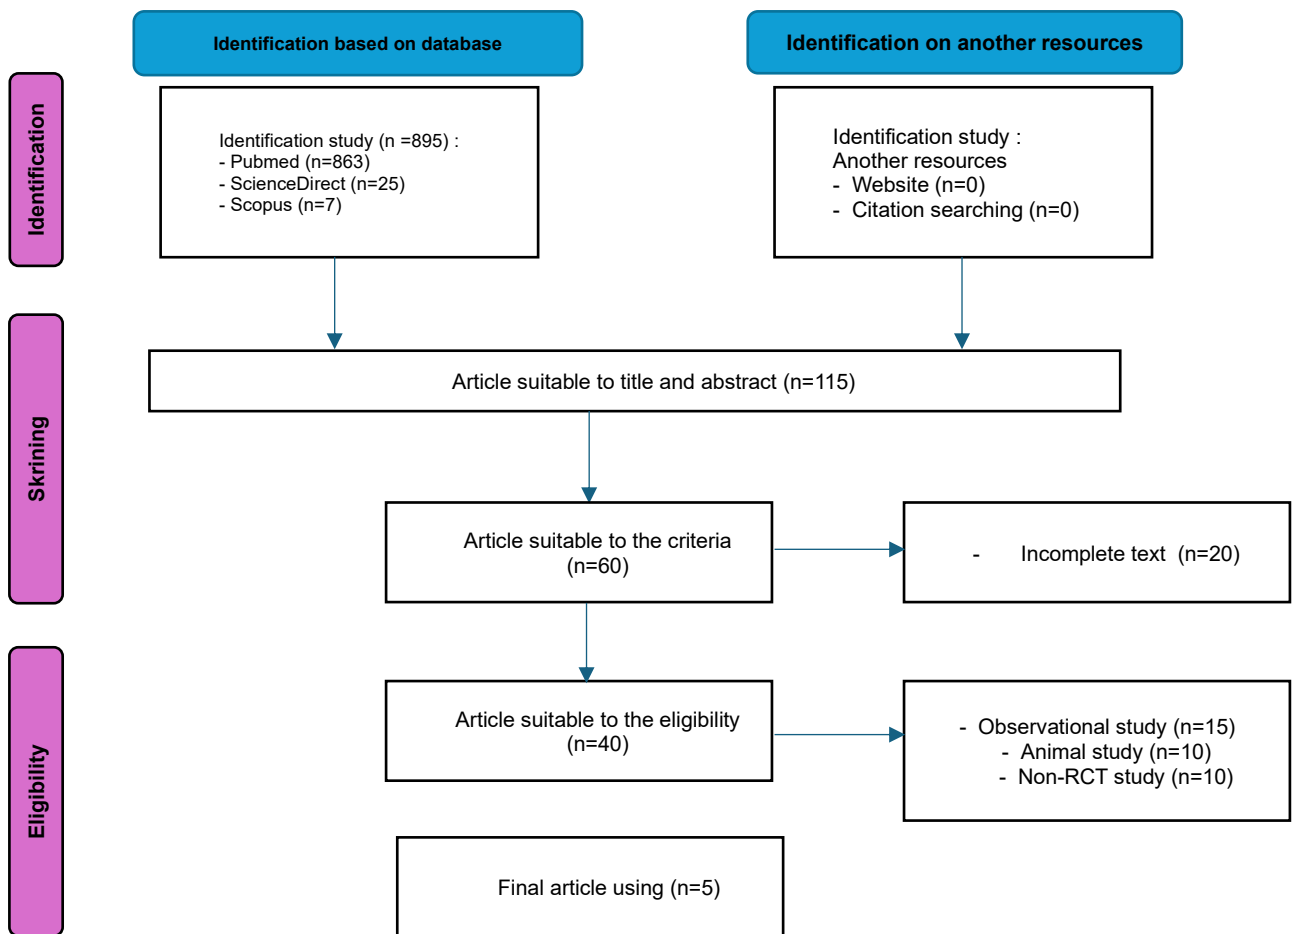 Identification based on database
Identification on another resources
Identification
Identification study (n =895) :
- Pubmed (n=863)
- ScienceDirect (n=25)
- Scopus (n=7)
Identification study :
Another resources
- Website (n=0)
- Citation searching (n=0)
Skrining
Article suitable to title and abstract (n=115)
Article suitable to the criteria
(n=60)
- Incomplete text (n=20)
Eligibility
Article suitable to the eligibility
(n=40)
- Observational study (n=15)
- Animal study (n=10)
- Non-RCT study (n=10)
Final article using (n=5)